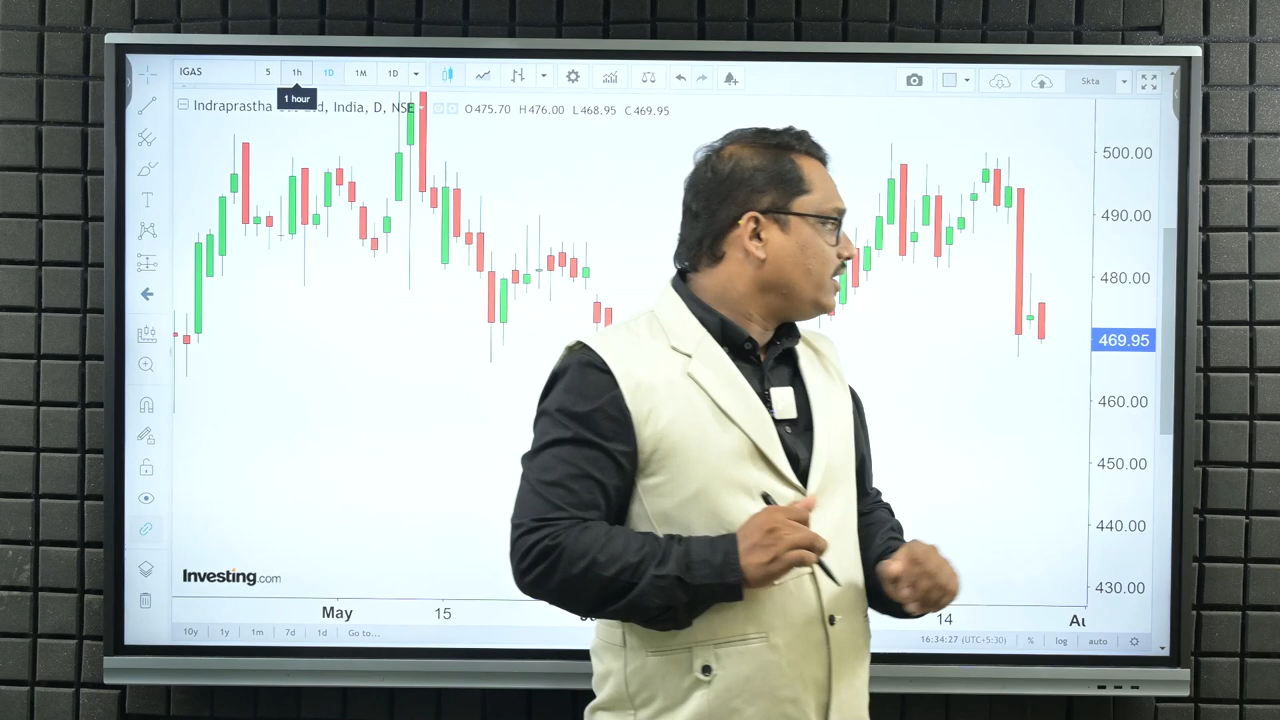 IGAS 5 1h 1D 1M 1D Skta
1 hour
Indraprastha Ltd, India, D, NSE O475.70 H476.00 L468.95 C469.95
500.00
490.00
480.00
469.95
460.00
450.00
440.00
430.00
Investing.com
May 15 14
10y 1y 1m 7d 1d Go to... 16:34:27 (UTC+5:30) % log auto